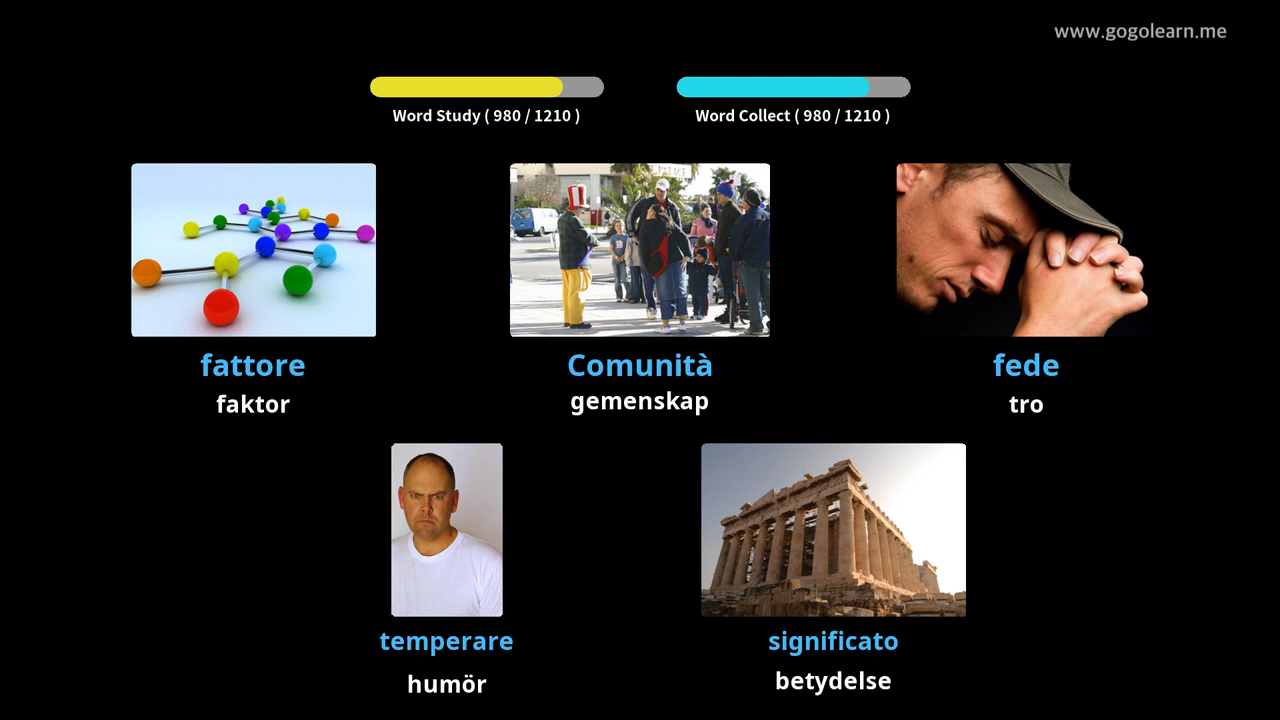 www.gogolearn.me
Word Study ( 980 / 1210 )
Word Collect ( 980 / 1210 )
fattore
faktor
Comunità
gemenskap
fede
tro
temperare
humör
significato
betydelse